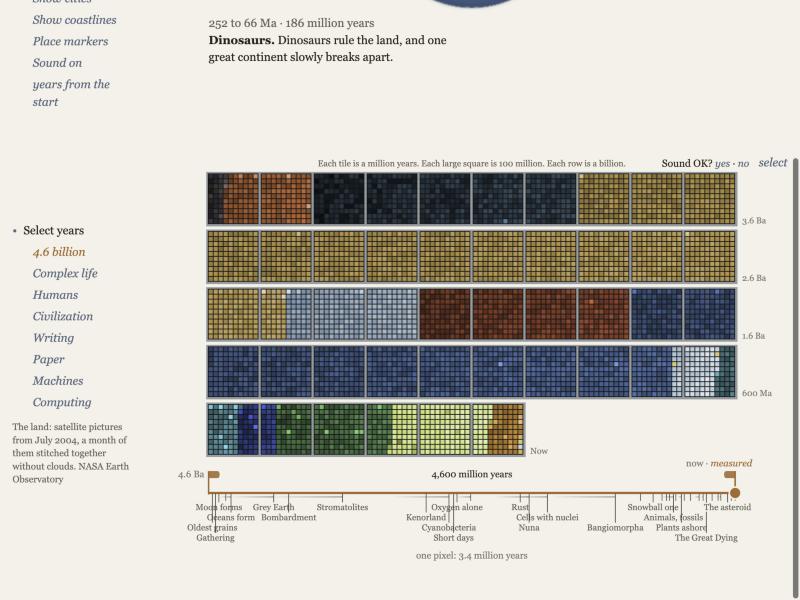 Show coastlines
Place markers
Sound on
years from the
start
252 to 66 Ma · 186 million years
Dinosaurs. Dinosaurs rule the land, and one
great continent slowly breaks apart.
Each tile is a million years. Each large square is 100 million. Each row is a billion.
Sound OK? yes · no select
3.6 Ba
2.6 Ba
1.6 Ba
600 Ma
Now
• Select years
4.6 billion
Complex life
Humans
Civilization
Writing
Paper
Machines
Computing
The land: satellite pictures
from July 2004, a month of
them stitched together
without clouds. NASA Earth
Observatory
now · measured
4.6 Ba
4,600 million years
Moon forms Grey Earth Stromatolites Oxygen alone Rust Snowball one The asteroid
Oceans form Bombardment Kenorland Cells with nuclei Animals, fossils
Oldest grains Cyanobacteria Nuna Bangiomorpha Plants ashore
Gathering Short days The Great Dying
one pixel: 3.4 million years